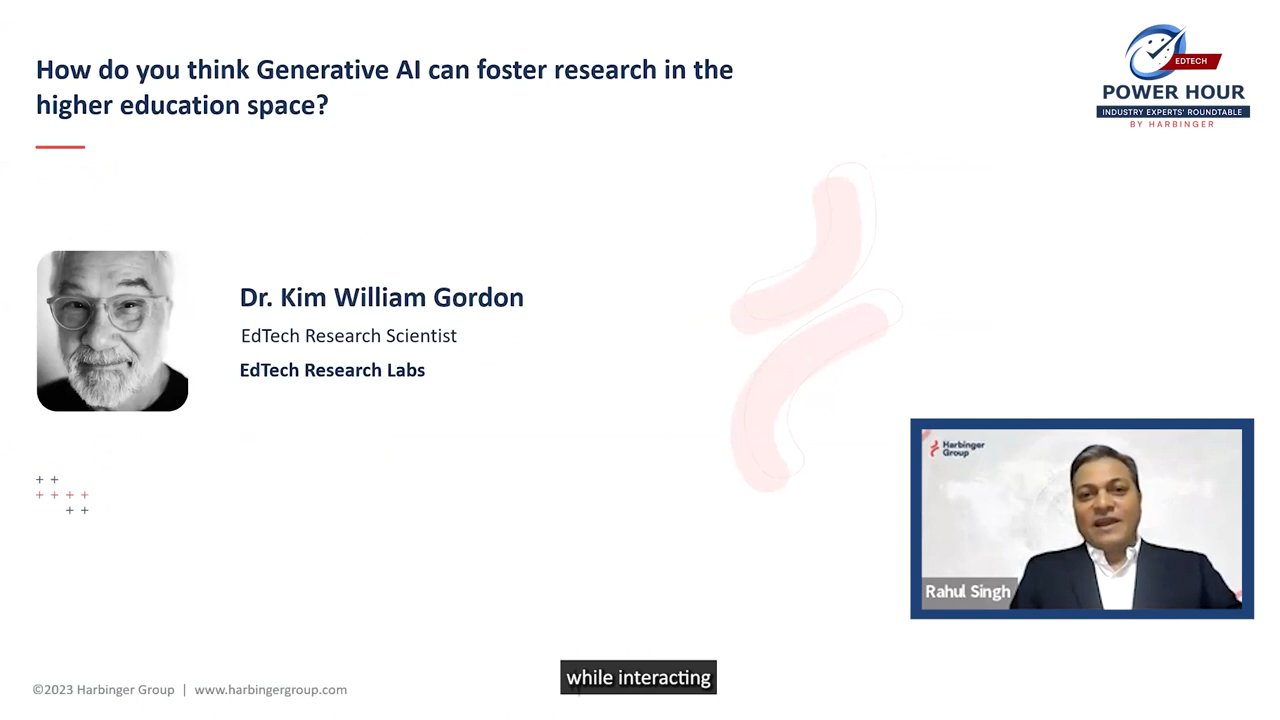 How do you think Generative AI can foster research in the
higher education space?
EDTECH
POWER HOUR
INDUSTRY EXPERTS' ROUNDTABLE
BY HARBINGER
Dr. Kim William Gordon
EdTech Research Scientist
EdTech Research Labs
Harbinger
Group
Rahul Singh
while interacting
©2023 Harbinger Group | www.harbingergroup.com